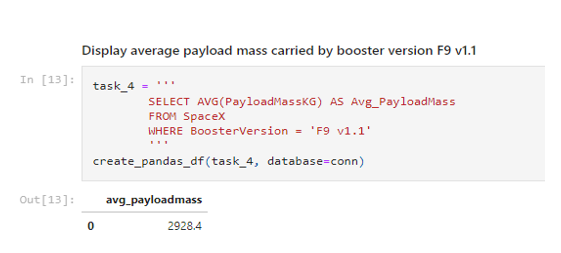 Display average payload mass carried by booster version F9 v1.1
In [13]:
task_4 = '''
SELECT AVG(PayloadMassKG) AS Avg_PayloadMass
FROM SpaceX
WHERE BoosterVersion = 'F9 v1.1'
'''
create_pandas_df(task_4, database=conn)
Out[13]:
avg_payloadmass
0 2928.4